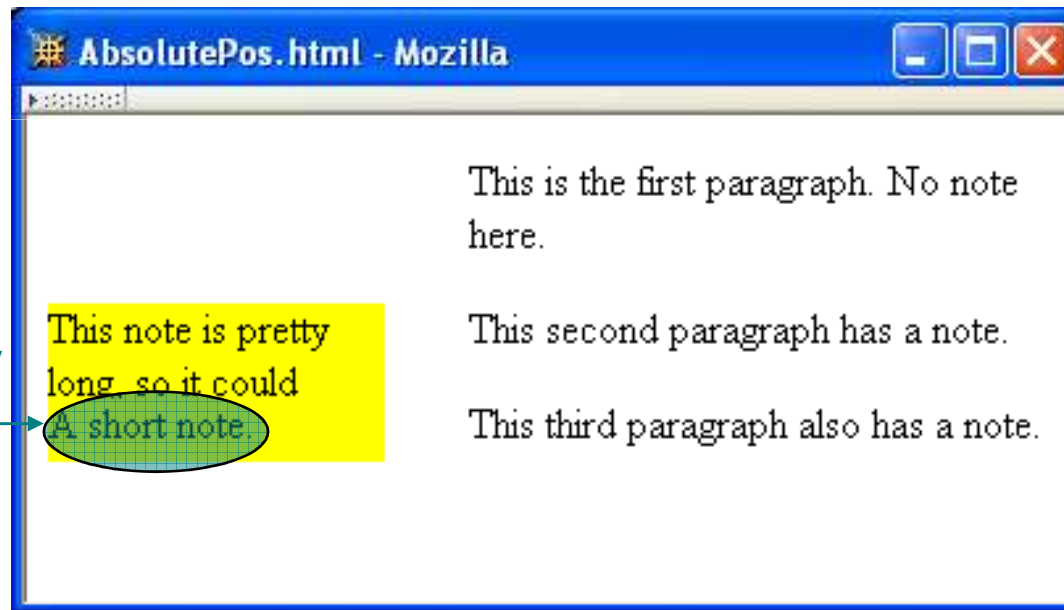 AbsolutePos.html - Mozilla
This is the first paragraph. No note
here.
This note is pretty
long, so it could
A short note.
This second paragraph has a note.
This third paragraph also has a note.